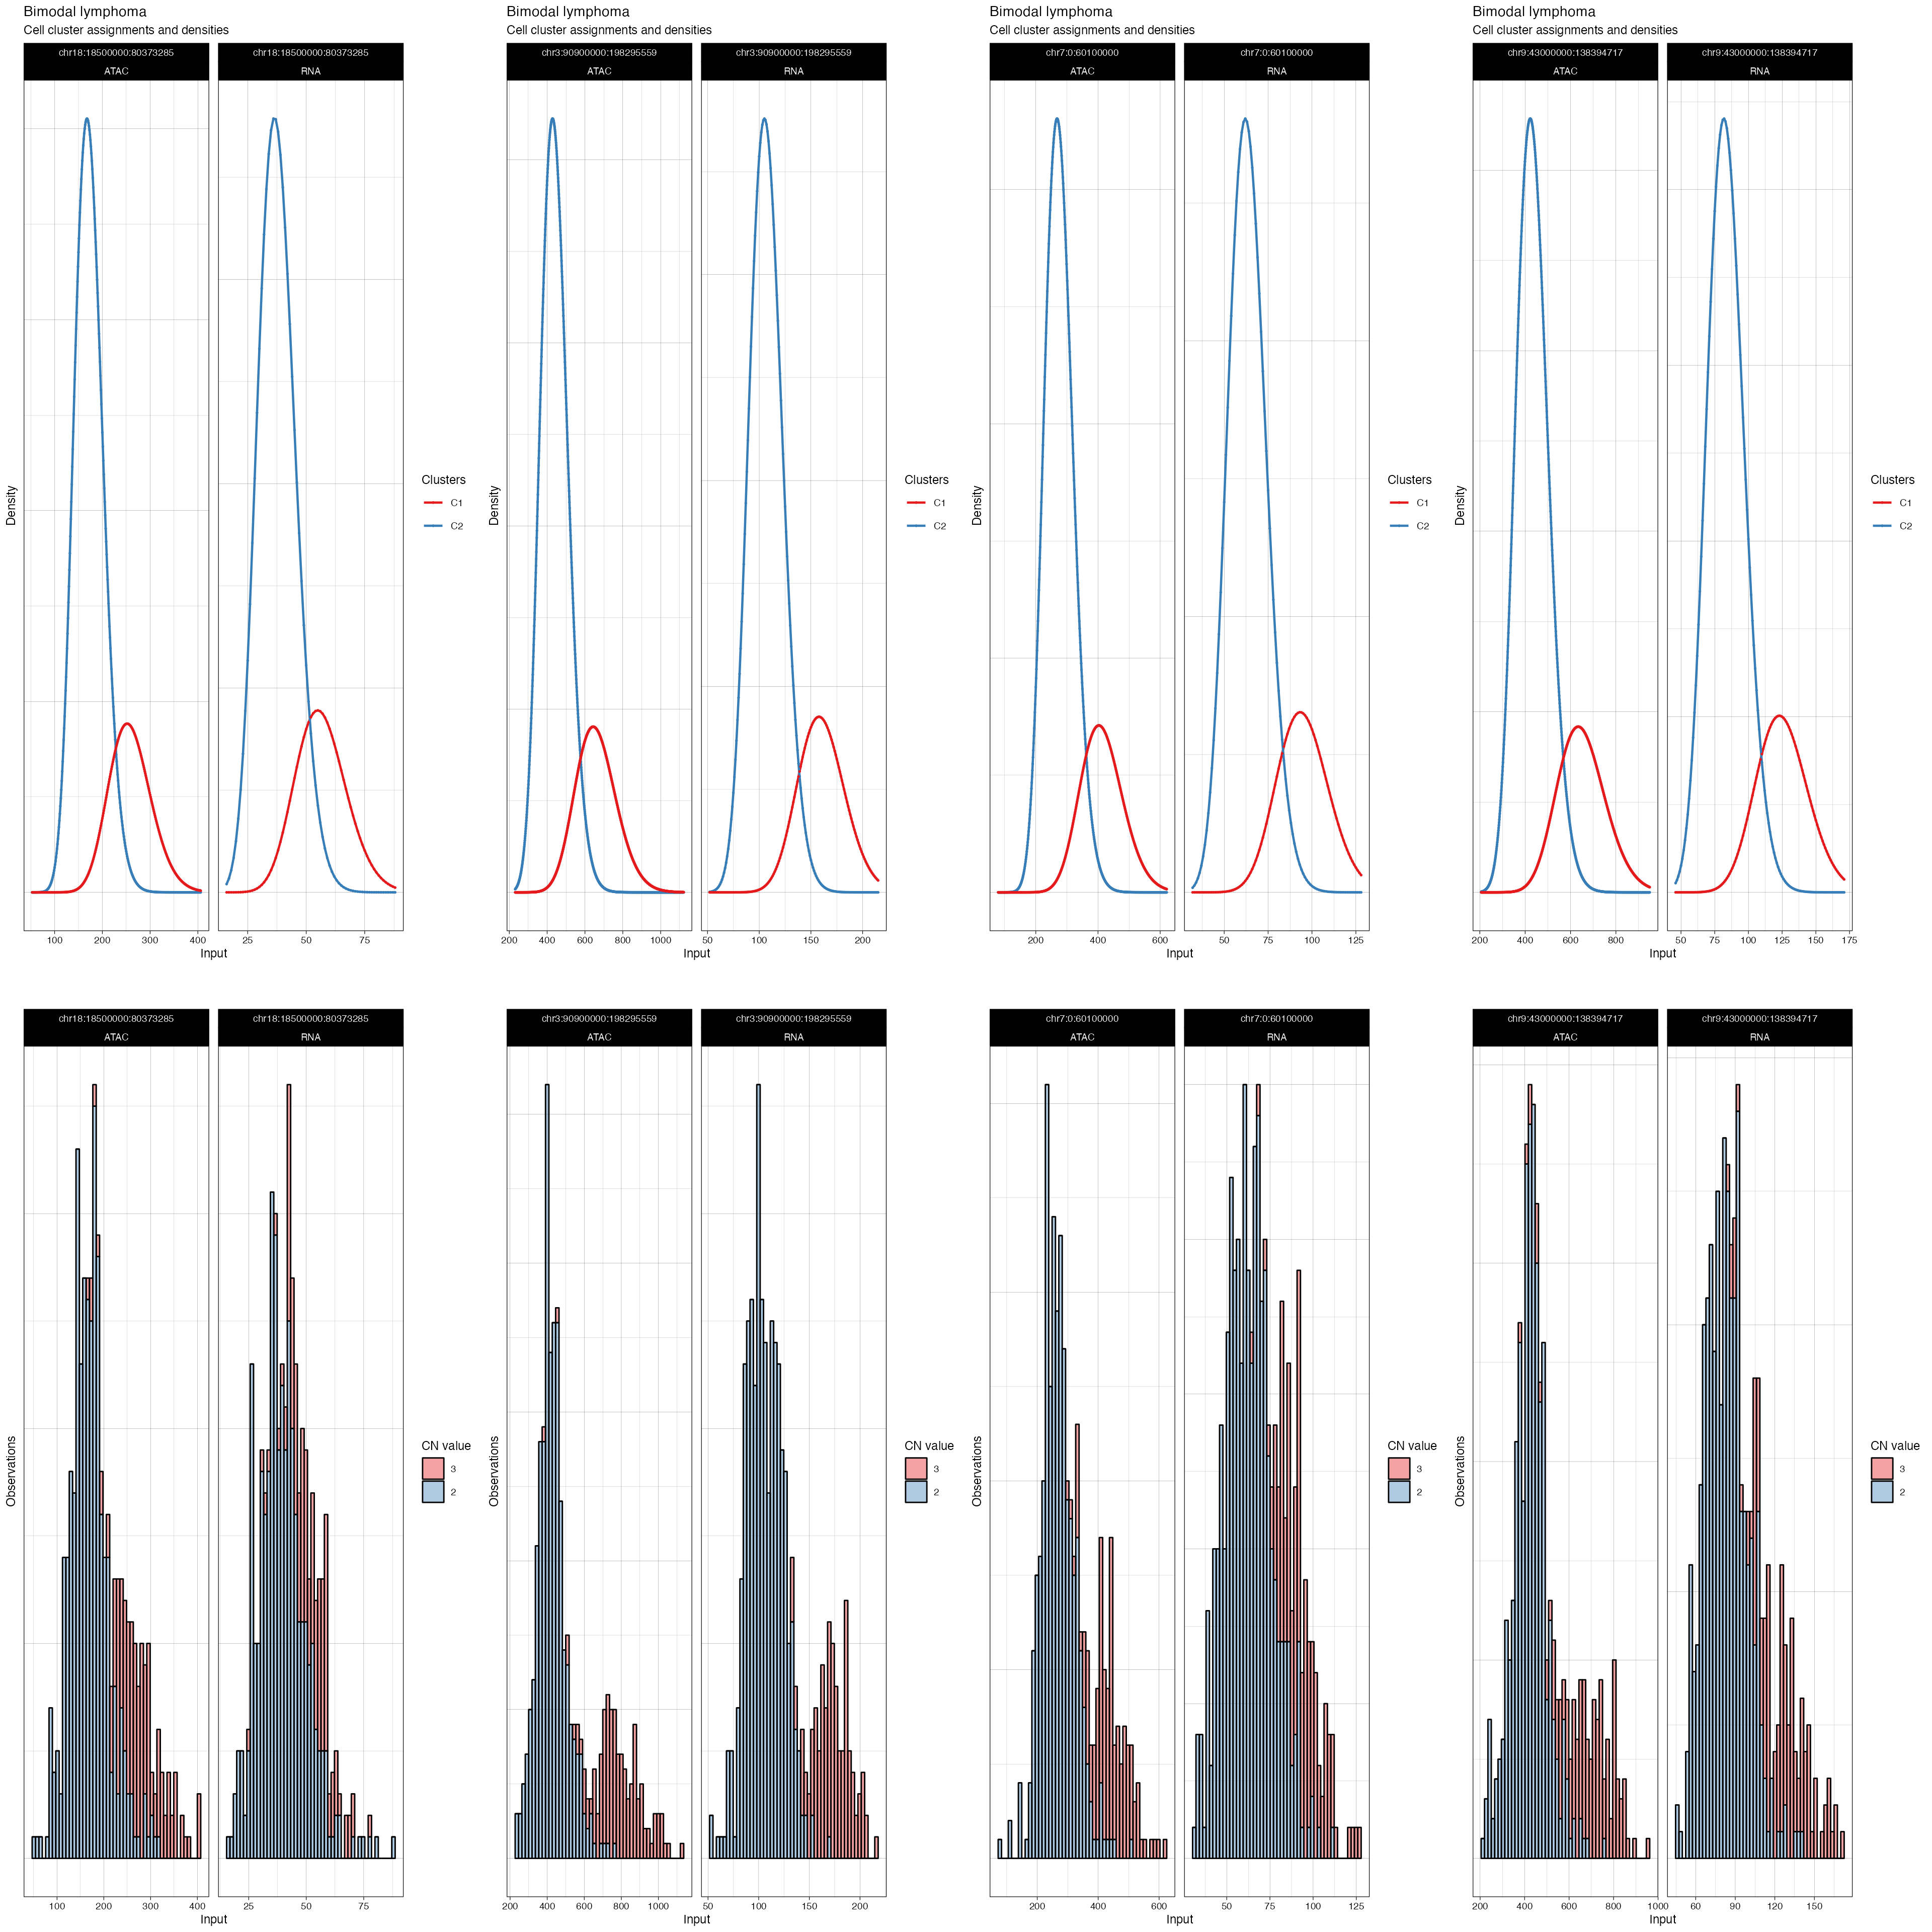 Bimodal lymphoma
Cell cluster assignments and densities
chr18:18500000:80373285
ATAC
chr18:18500000:80373285
RNA
Density
100 200 300 400
25 50 75
Input
Clusters
C1
C2
Bimodal lymphoma
Cell cluster assignments and densities
chr3:90900000:198295559
ATAC
chr3:90900000:198295559
RNA
Density
200 400 600 800 1000
50 100 150 200
Input
Clusters
C1
C2
Bimodal lymphoma
Cell cluster assignments and densities
chr7:0:60100000
ATAC
chr7:0:60100000
RNA
Density
200 400 600
50 75 100 125
Input
Clusters
C1
C2
Bimodal lymphoma
Cell cluster assignments and densities
chr9:43000000:138394717
ATAC
chr9:43000000:138394717
RNA
Density
200 400 600 800
50 75 100 125 150 175
Input
Clusters
C1
C2
chr18:18500000:80373285
ATAC
chr18:18500000:80373285
RNA
Observations
100 200 300 400
25 50 75
Input
CN value
3
2
chr3:90900000:198295559
ATAC
chr3:90900000:198295559
RNA
Observations
200 400 600 800 1000
50 100 150 200
Input
CN value
3
2
chr7:0:60100000
ATAC
chr7:0:60100000
RNA
Observations
200 400 600
50 75 100 125
Input
CN value
3
2
chr9:43000000:138394717
ATAC
chr9:43000000:138394717
RNA
Observations
200 400 600 800 1000
60 90 120 150
Input
CN value
3
2